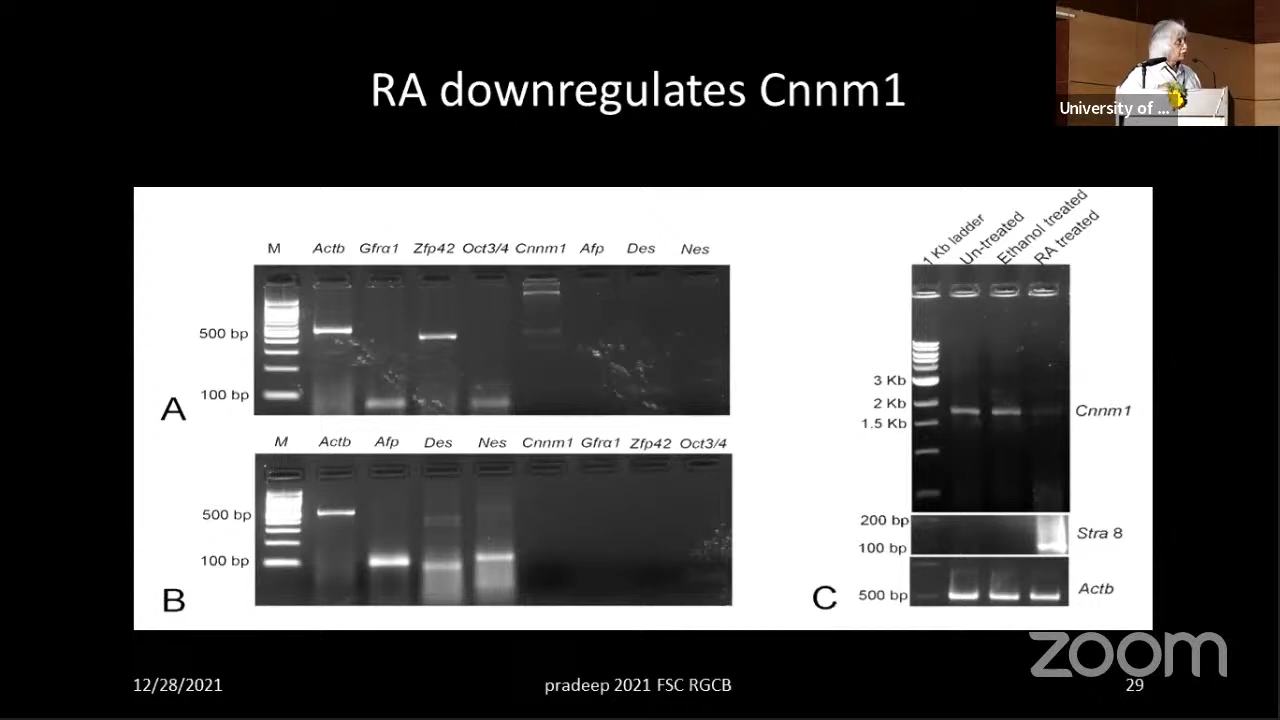 RA downregulates Cnnm1
University of ...
M Actb Gfrα1 Zfp42 Oct3/4 Cnnm1 Afp Des Nes
500 bp
100 bp
A
M Actb Afp Des Nes Cnnm1 Gfrα1 Zfp42 Oct3/4
500 bp
100 bp
B
1 Kb ladder
Un-treated
Ethanol treated
RA treated
3 Kb
2 Kb
1.5 Kb
Cnnm1
200 bp
100 bp
Stra 8
500 bp
Actb
C
zoom
12/28/2021
pradeep 2021 FSC RGCB
29